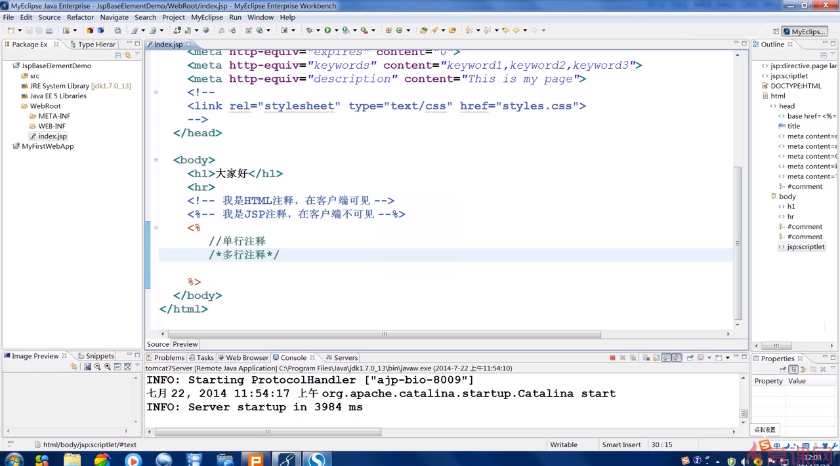 MyEclipse Java Enterprise - JspBaseElementDemo/WebRoot/index.jsp - MyEclipse Enterprise Workbench
File Edit Source Refactor Navigate Search Project MyEclipse Run Window Help
MyEclips...
Package Ex
Type Hierar
JspBaseElementDemo
src
JRE System Library [jdk1.7.0_13]
Java EE 5 Libraries
WebRoot
META-INF
WEB-INF
index.jsp
MyFirstWebApp
index.jsp
<meta http-equiv="expires" content="0">
<meta http-equiv="keywords" content="keyword1,keyword2,keyword3">
<meta http-equiv="description" content="This is my page">
<!--
<link rel="stylesheet" type="text/css" href="styles.css">
-->
</head>
<body>
<h1>大家好</h1>
<hr>
<!-- 我是HTML注释，在客户端可见 -->
<%-- 我是JSP注释，在客户端不可见 --%>
<%
//单行注释
/*多行注释*/
%>
</body>
</html>
Source Preview
Outline
jsp:directive.page
jsp:scriptlet
DOCTYPE:HTML
html
head
base href=<%=
title
meta content=
meta content=
meta content=
meta content=
meta content=
#comment
body
h1
hr
#comment
#comment
jsp:scriptlet
Image Preview
Snippets
Problems Tasks Web Browser Console Servers
tomcat7Server [Remote Java Application] C:\Program Files\Java\jdk1.7.0_13\bin\javaw.exe (2014-7-22 上午11:54:10)
INFO: Starting ProtocolHandler ["ajp-bio-8009"]
七月 22, 2014 11:54:17 上午 org.apache.catalina.startup.Catalina start
INFO: Server startup in 3984 ms
Properties
Property Value
html/body/jsp:scriptlet/#text
Writable
Smart Insert
30 : 15
12:03